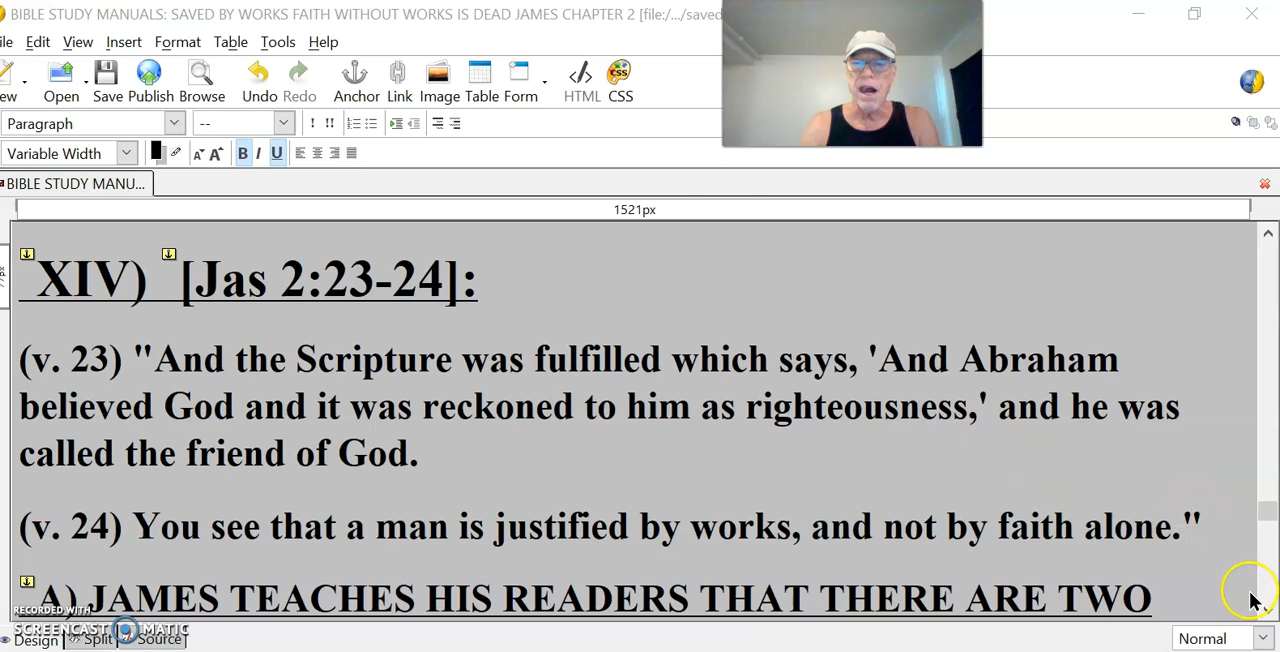 BIBLE STUDY MANUALS: SAVED BY WORKS FAITH WITHOUT WORKS IS DEAD JAMES CHAPTER 2 [file:/.../saved
ile Edit View Insert Format Table Tools Help
ew Open Save Publish Browse Undo Redo Anchor Link Image Table Form HTML CSS
CSS
Paragraph -- ! !!
Variable Width A A B I U
BIBLE STUDY MANU...
1521px
XIV) [Jas 2:23-24]:
(v. 23) "And the Scripture was fulfilled which says, 'And Abraham
believed God and it was reckoned to him as righteousness,' and he was
called the friend of God.
(v. 24) You see that a man is justified by works, and not by faith alone."
A) JAMES TEACHES HIS READERS THAT THERE ARE TWO
RECORDED WITH
SCREENCAST MATIC
Design Split Source Normal